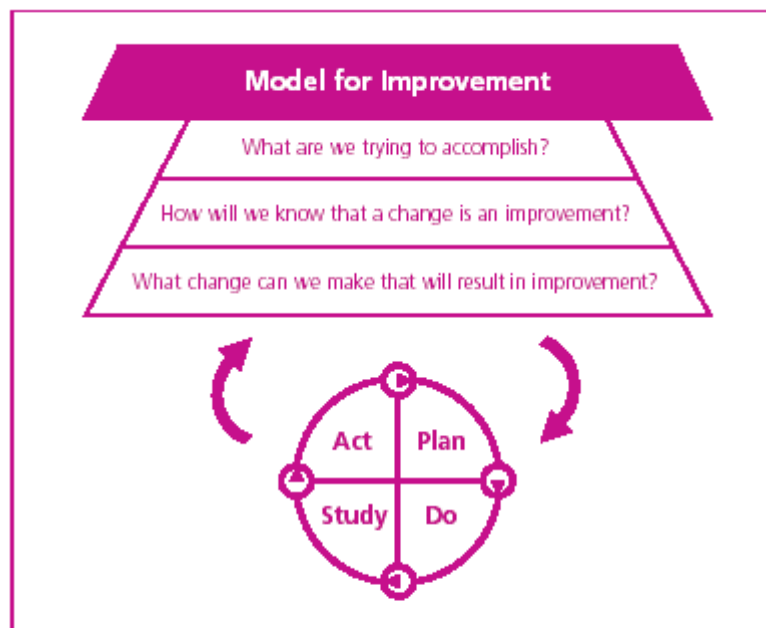 Model for Improvement
What are we trying to accomplish?
How will we know that a change is an improvement?
What change can we make that will result in improvement?
Act
Plan
Study
Do